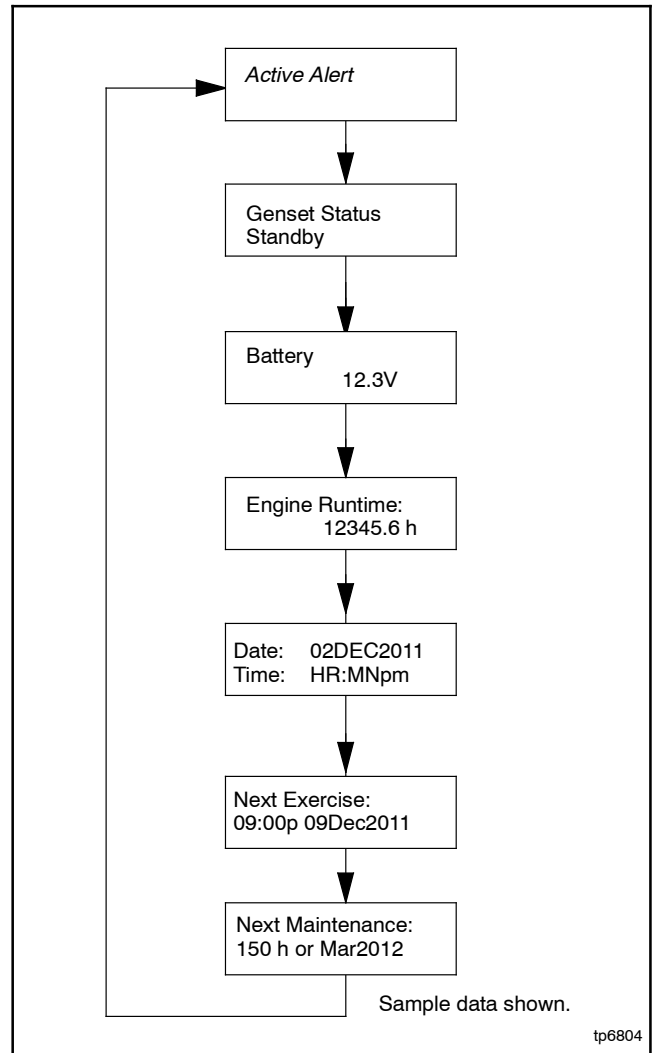 Active Alert
Genset Status
Standby
Battery
12.3V
Engine Runtime:
12345.6 h
Date: 02DEC2011
Time: HR:MNpm
Next Exercise:
09:00p 09Dec2011
Next Maintenance:
150 h or Mar2012
Sample data shown.
tp6804